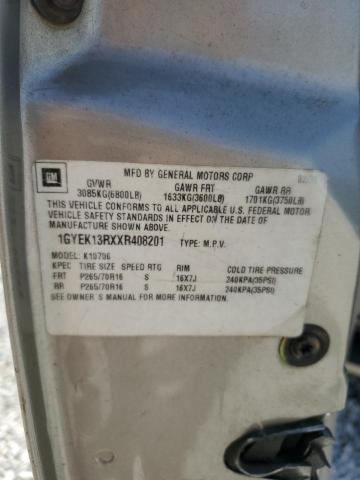 GM
MFD BY GENERAL MOTORS CORP
GVWR GAWR FRT GAWR RR
3085KG(6800LB) 1633KG(3600LB) 1701KG(3750LB)
THIS VEHICLE CONFORMS TO ALL APPLICABLE U.S. FEDERAL MOTOR
VEHICLE SAFETY STANDARDS IN EFFECT ON THE DATE OF
MANUFACTURE SHOWN ABOVE.
1GYEK13RXXR408201 TYPE: M.P.V.
MODEL: K10706
KPEC TIRE SIZE SPEED RTG RIM COLD TIRE PRESSURE
FRT P265/70R16 S 16X7J 240KPA(35PSI)
RR P265/70R16 S 16X7J 240KPA(35PSI)
SEE OWNER'S MANUAL FOR MORE INFORMATION.